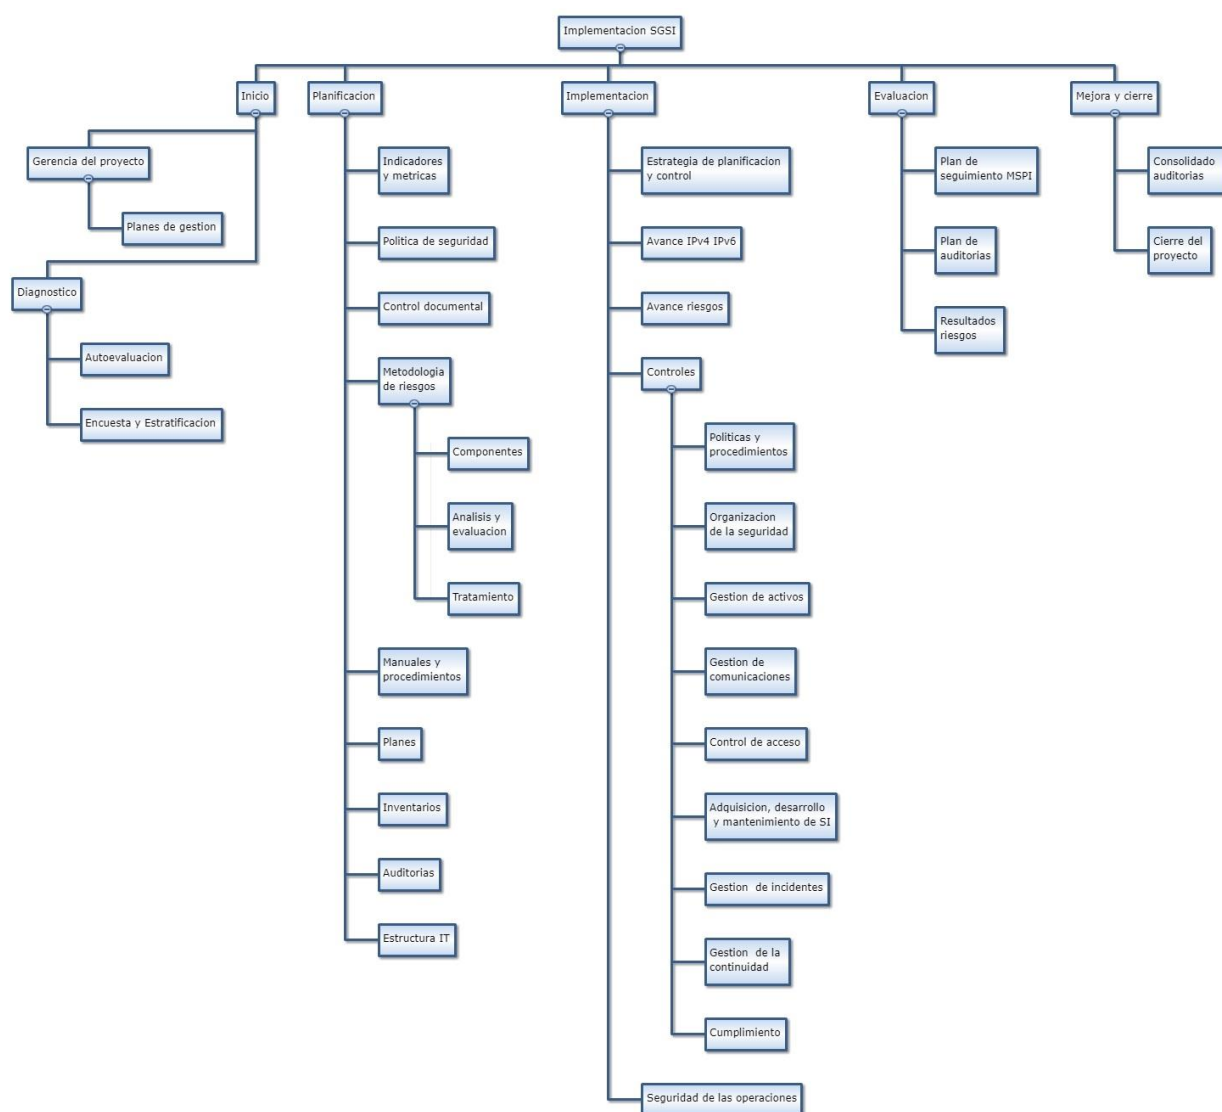 Implementacion SGSI
Inicio
Gerencia del proyecto
Planes de gestion
Diagnostico
Autoevaluacion
Encuesta y Estratificacion
Planificacion
Indicadores
y metricas
Politica de seguridad
Control documental
Metodologia
de riesgos
Componentes
Analisis y
evaluacion
Tratamiento
Manuales y
procedimientos
Planes
Inventarios
Auditorias
Estructura IT
Implementacion
Estrategia de planificacion
y control
Avance IPv4 IPv6
Avance riesgos
Controles
Politicas y
procedimientos
Organizacion
de la seguridad
Gestion de activos
Gestion de
comunicaciones
Control de acceso
Adquisicion, desarrollo
y mantenimiento de SI
Gestion de incidentes
Gestion de la
continuidad
Cumplimiento
Seguridad de las operaciones
Evaluacion
Plan de
seguimiento MSPI
Plan de
auditorias
Resultados
riesgos
Mejora y cierre
Consolidado
auditorias
Cierre del
proyecto